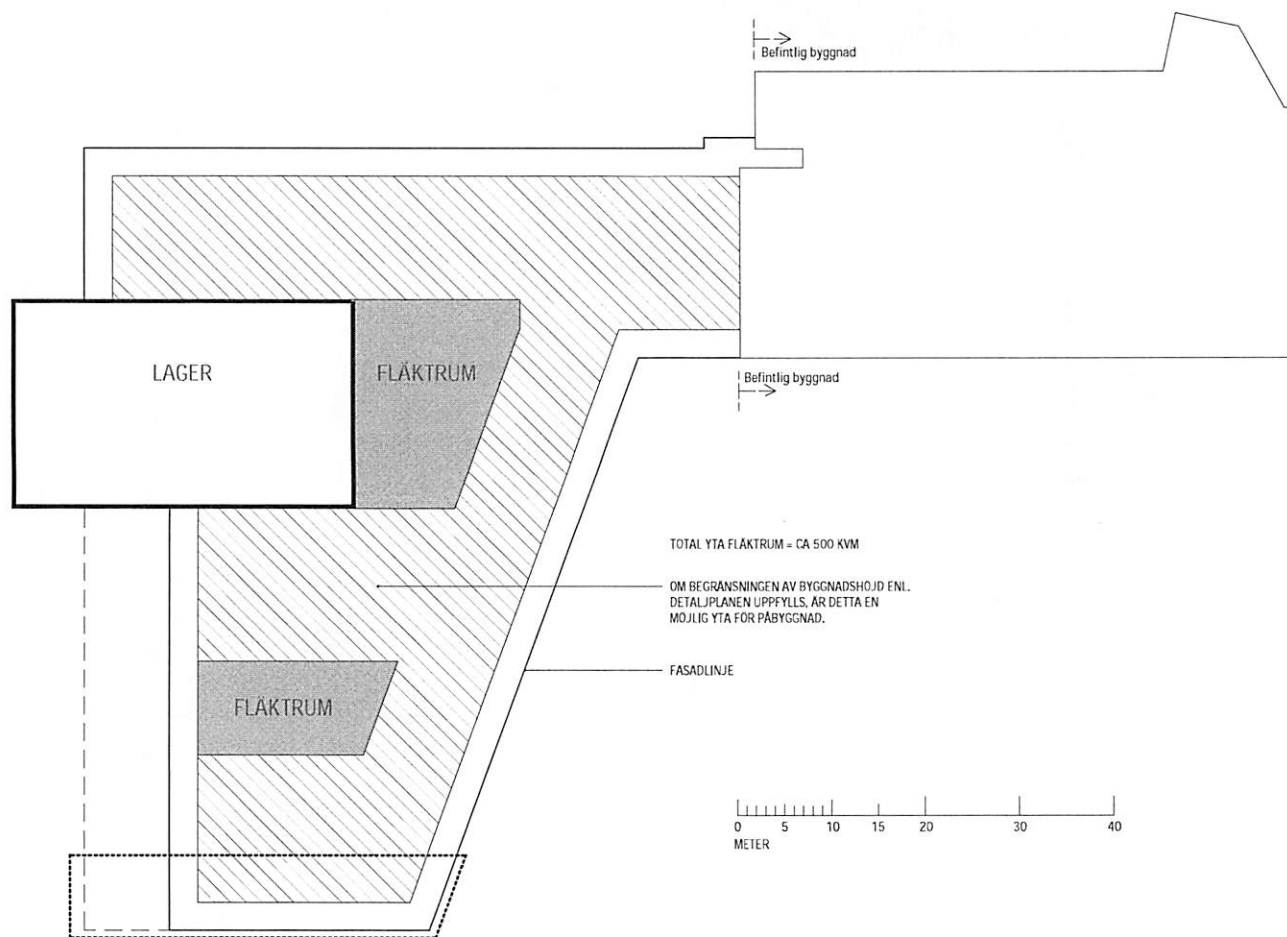 Befintlig byggnad
LAGER
FLÄKTRUM
Befintlig byggnad
TOTAL YTA FLÄKTRUM = CA 500 KVM
OM BEGRÄNSNINGEN AV BYGGNADSHÖJD ENL.
DETALJPLANEN UPPFYLLS, ÄR DETTA EN
MÖJLIG YTA FÖR PÅBYGGNAD.
FASADLINJE
FLÄKTRUM
0 5 10 15 20 30 40
METER